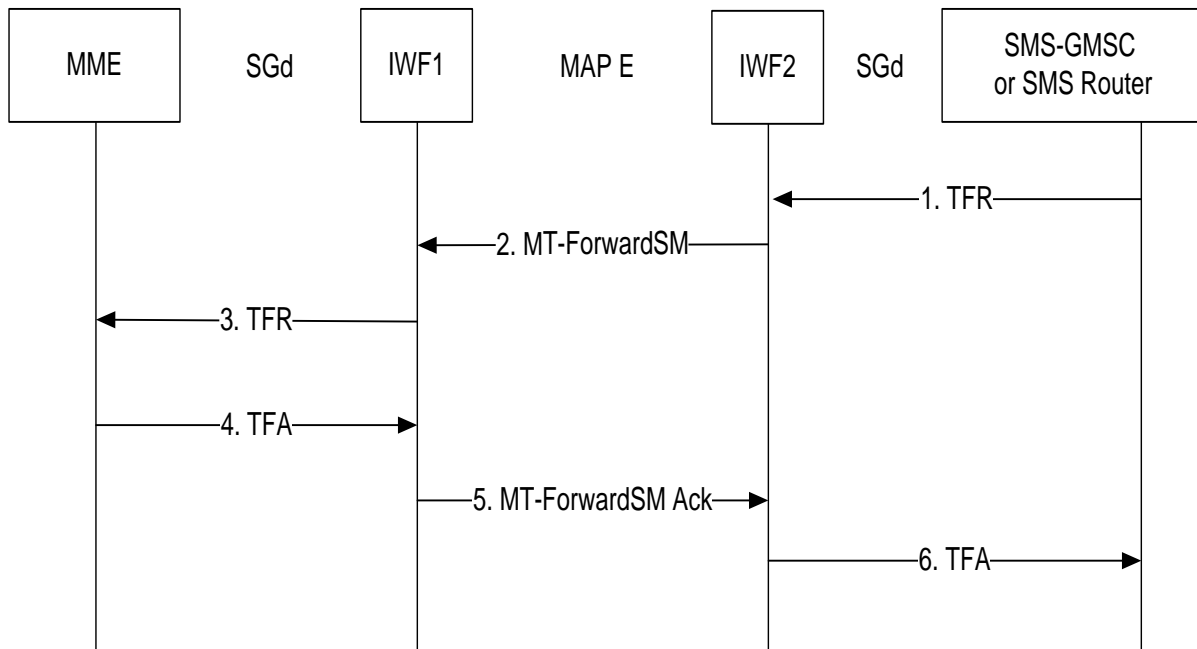 MME
SGd
IWF1
MAP E
IWF2
SGd
SMS-GMSC
or SMS Router
1. TFR
2. MT-ForwardSM
3. TFR
4. TFA
5. MT-ForwardSM Ack
6. TFA